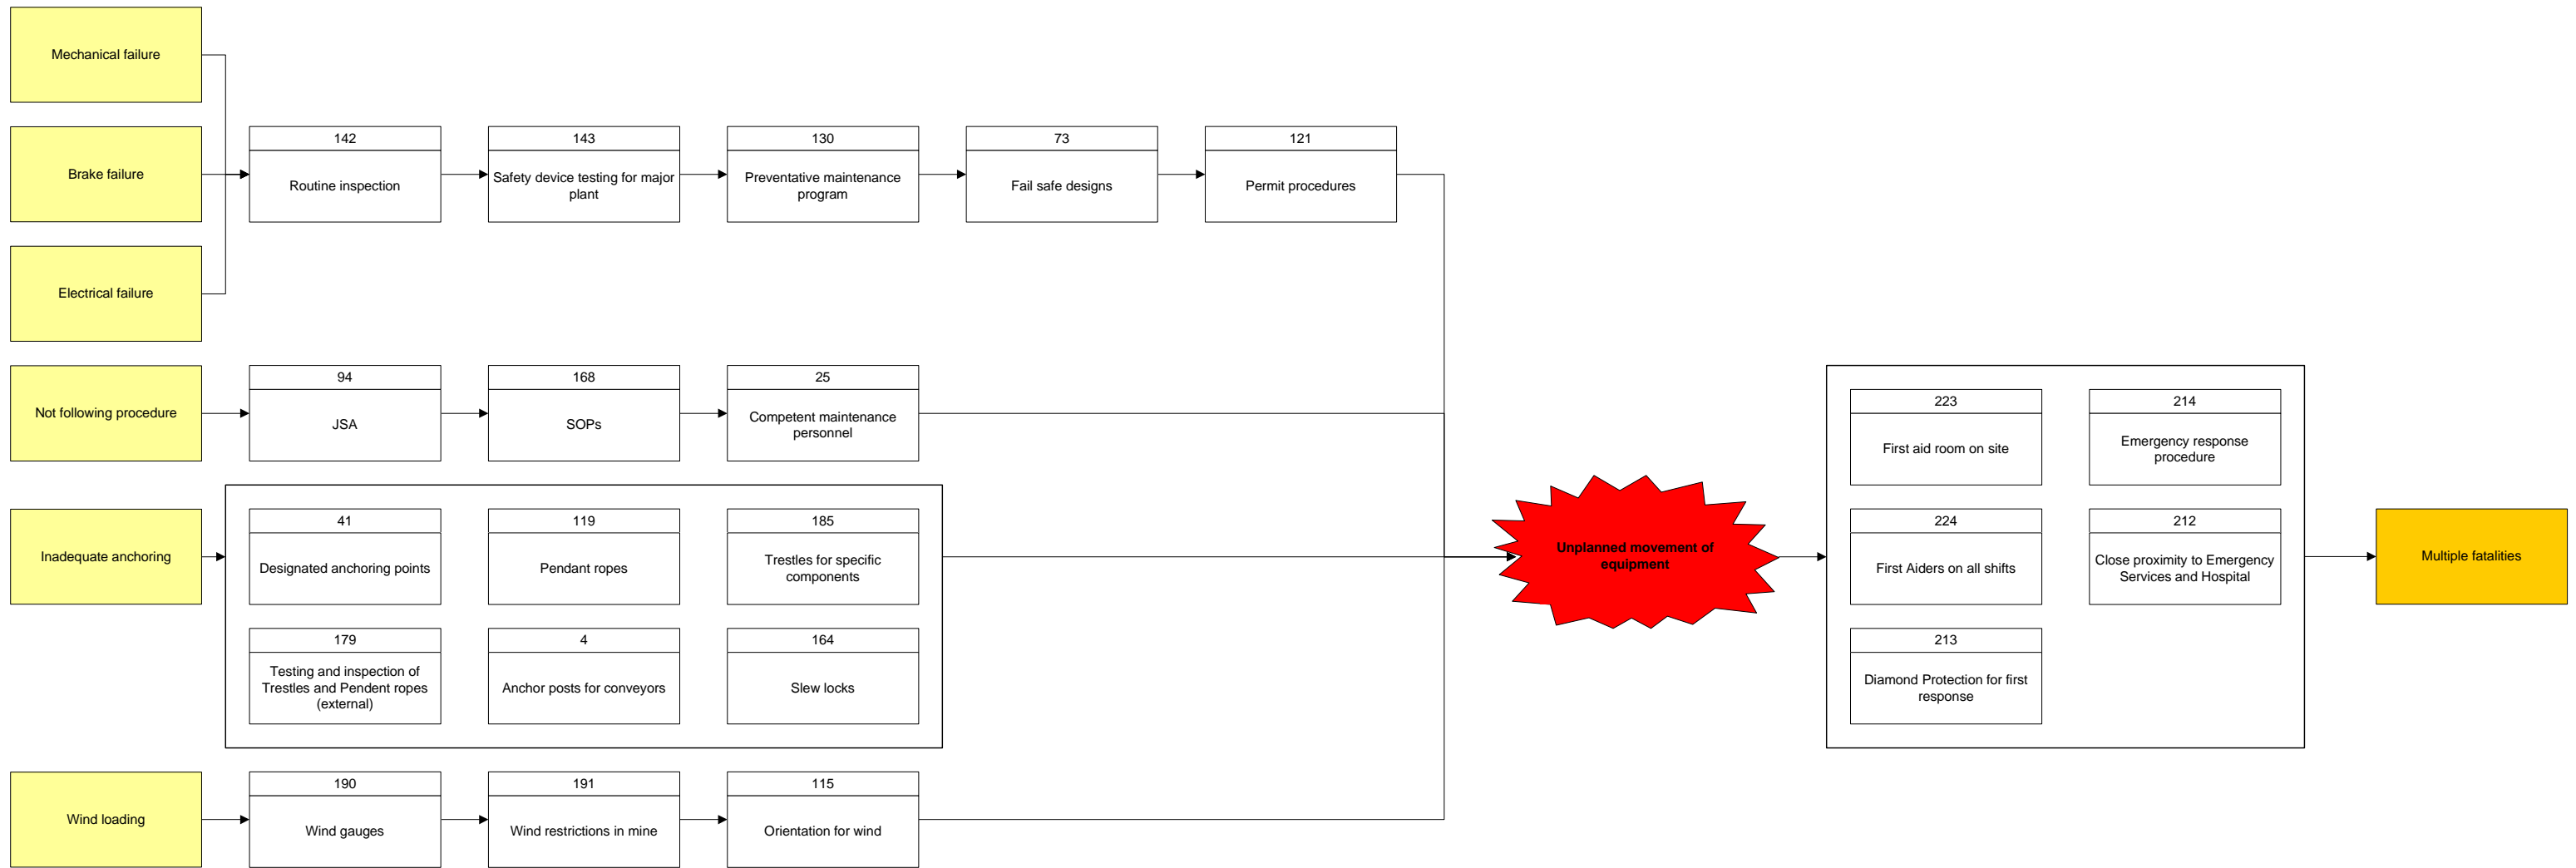 Mechanical failure
Brake failure
Electrical failure
142
Routine inspection
143
Safety device testing for major
plant
130
Preventative maintenance
program
73
Fail safe designs
121
Permit procedures
Not following procedure
94
JSA
168
SOPs
25
Competent maintenance
personnel
Inadequate anchoring
41
Designated anchoring points
119
Pendant ropes
185
Trestles for specific
components
179
Testing and inspection of
Trestles and Pendent ropes
(external)
4
Anchor posts for conveyors
164
Slew locks
Wind loading
190
Wind gauges
191
Wind restrictions in mine
115
Orientation for wind
Unplanned movement of
equipment
223
First aid room on site
214
Emergency response
procedure
224
First Aiders on all shifts
212
Close proximity to Emergency
Services and Hospital
213
Diamond Protection for first
response
Multiple fatalities